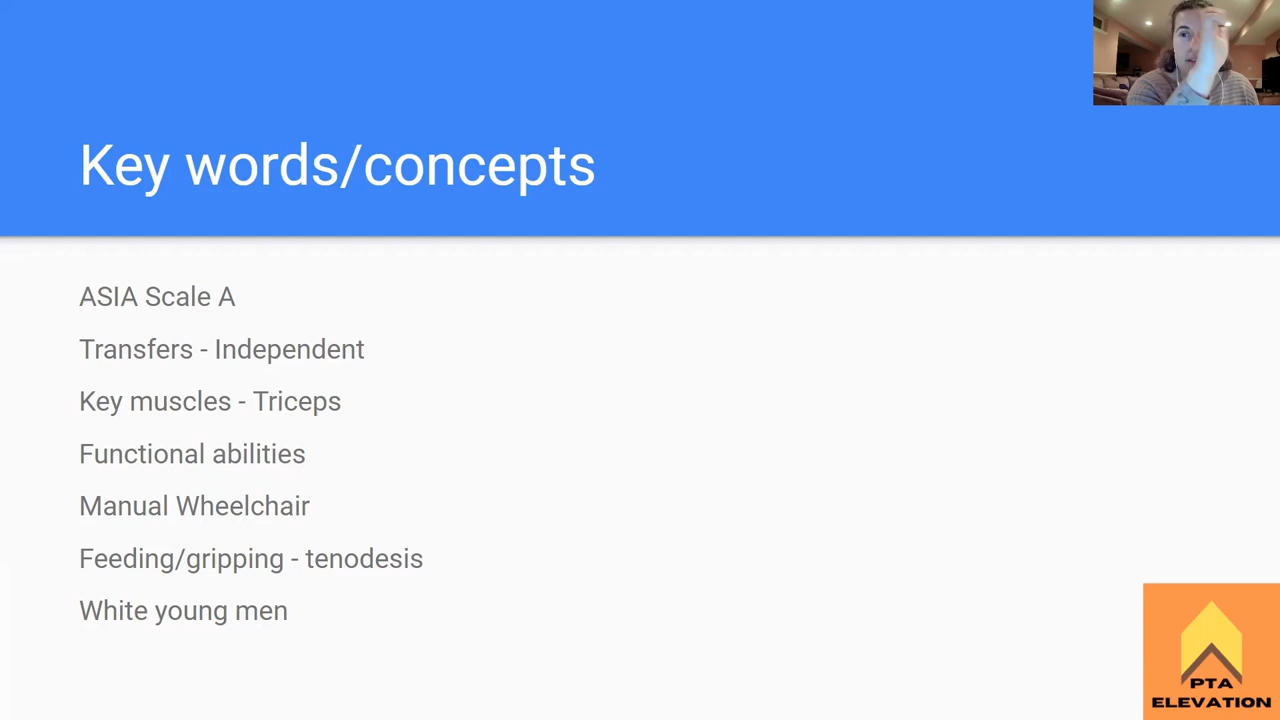 Key words/concepts
ASIA Scale A
Transfers - Independent
Key muscles - Triceps
Functional abilities
Manual Wheelchair
Feeding/gripping - tenodesis
White young men
PTA
ELEVATION